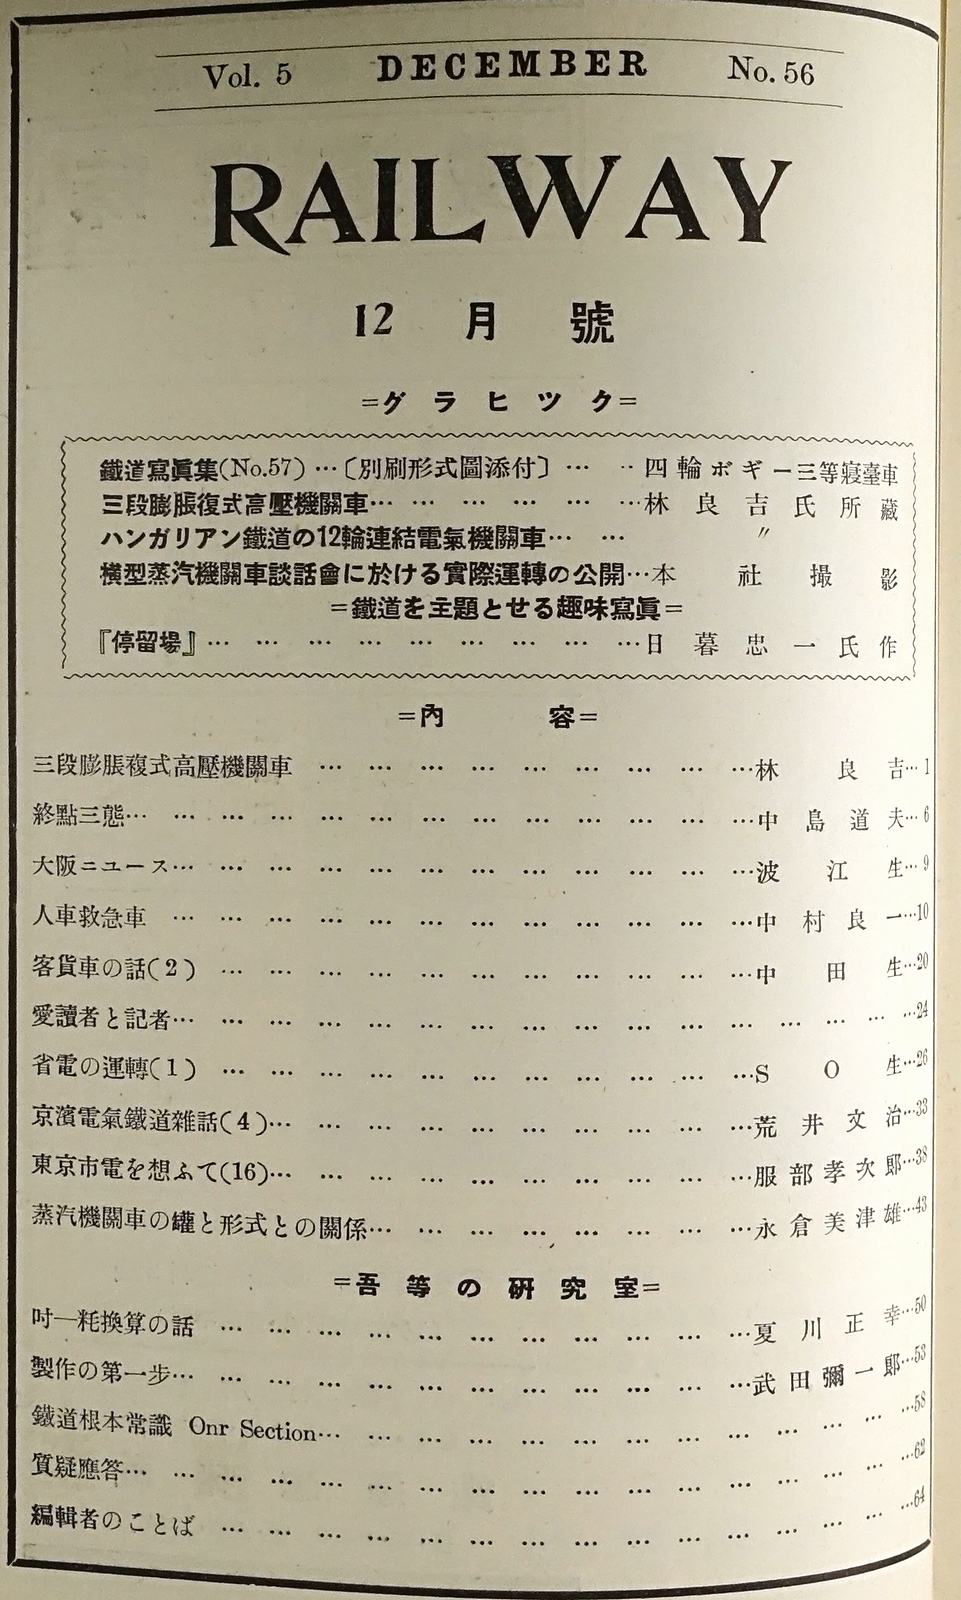 Vol. 5 DECEMBER No. 56
RAILWAY
12月號
=グラヒツク=
鐵道寫眞集(No.57)…〔別刷形式圖添付〕… ‥四輪ボギー三等寢臺車
三段膨脹復式高壓機關車… … … … … …林良吉氏所藏
ハンガリアン鐵道の12輪連結電氣機關車… … 〃
模型蒸汽機關車談話會に於ける實際運轉の公開…本社撮影
=鐵道を主題とせる趣味寫眞=
『停留場』… … … … … … … … …日暮忠一氏作
=內容=
三段膨脹複式高壓機關車 … … … … … … … … …林良吉…1
終點三態… … … … … … … … … … … … …中島道夫…6
大阪ニュース… … … … … … … … … … … …波江生…9
人車救急車 … … … … … … … … … … … …中村良一…10
客貨車の話(2) … … … … … … … … … … …中田生…20
愛讀者と記者… … … … … … … … … … … … … … … …24
省電の運轉(1) … … … … … … … … … … …SO生…26
京濱電氣鐵道雜話(4)… … … … … … … … … …荒井文治…33
東京市電を想ふて(16)… … … … … … … … … …服部孝次郞…38
蒸汽機關車の罐と形式との關係… … … … … … … …永倉美津雄…43
=吾等の硏究室=
吋一粍換算の話 … … … … … … … … … … …夏川正幸…50
製作の第一步… … … … … … … … … … … …武田彌一郞…53
鐵道根本常識 Onr Section… … … … … … … … … … … …58
質疑應答… … … … … … … … … … … … … … … … …62
編輯者のことば … … … … … … … … … … … … … … …64